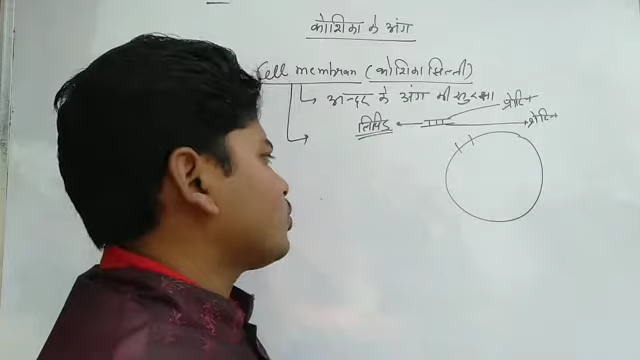 कोशिका के अंग
Cell membran (कोशिका झिल्ली)
अन्दर के अंग की सुरक्षा
प्रोटिन
लिपिड
प्रोटिन